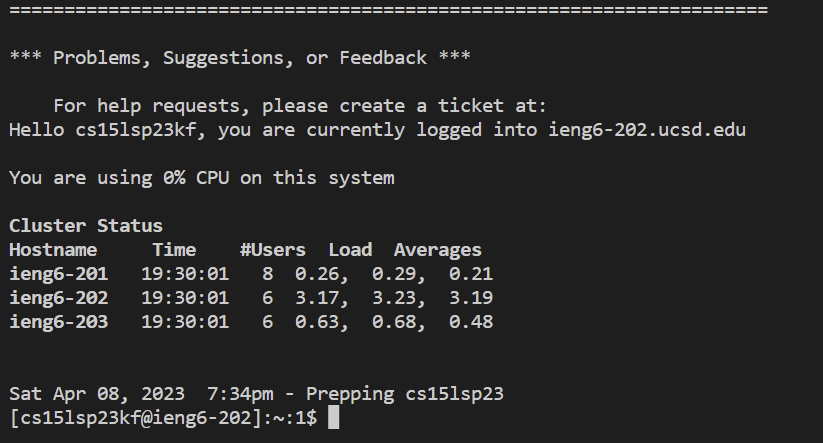 =====================================================================
*** Problems, Suggestions, or Feedback ***
For help requests, please create a ticket at:
Hello cs15lsp23kf, you are currently logged into ieng6-202.ucsd.edu
You are using 0% CPU on this system
Cluster Status
Hostname     Time    #Users  Load  Averages
ieng6-201   19:30:01   8  0.26,  0.29,  0.21
ieng6-202   19:30:01   6  3.17,  3.23,  3.19
ieng6-203   19:30:01   6  0.63,  0.68,  0.48
Sat Apr 08, 2023  7:34pm - Prepping cs15lsp23
[cs15lsp23kf@ieng6-202]:~:1$